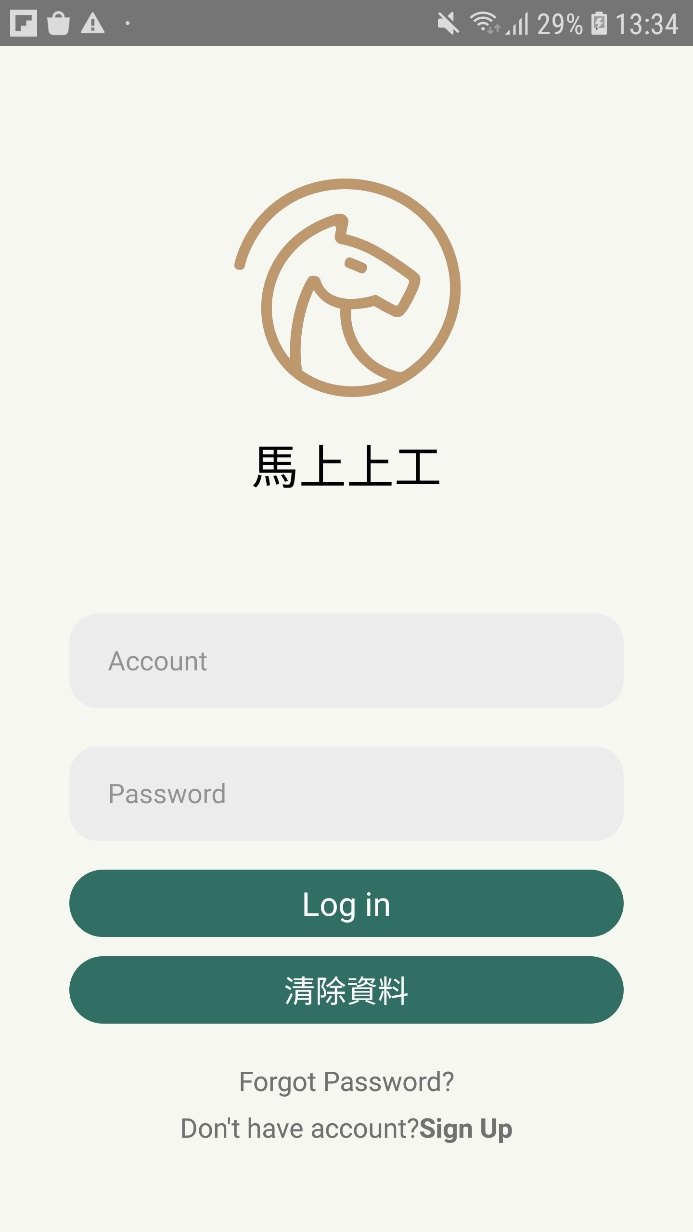 29% 13:34
馬上上工
Account
Password
Log in
清除資料
Forgot Password?
Don't have account?Sign Up